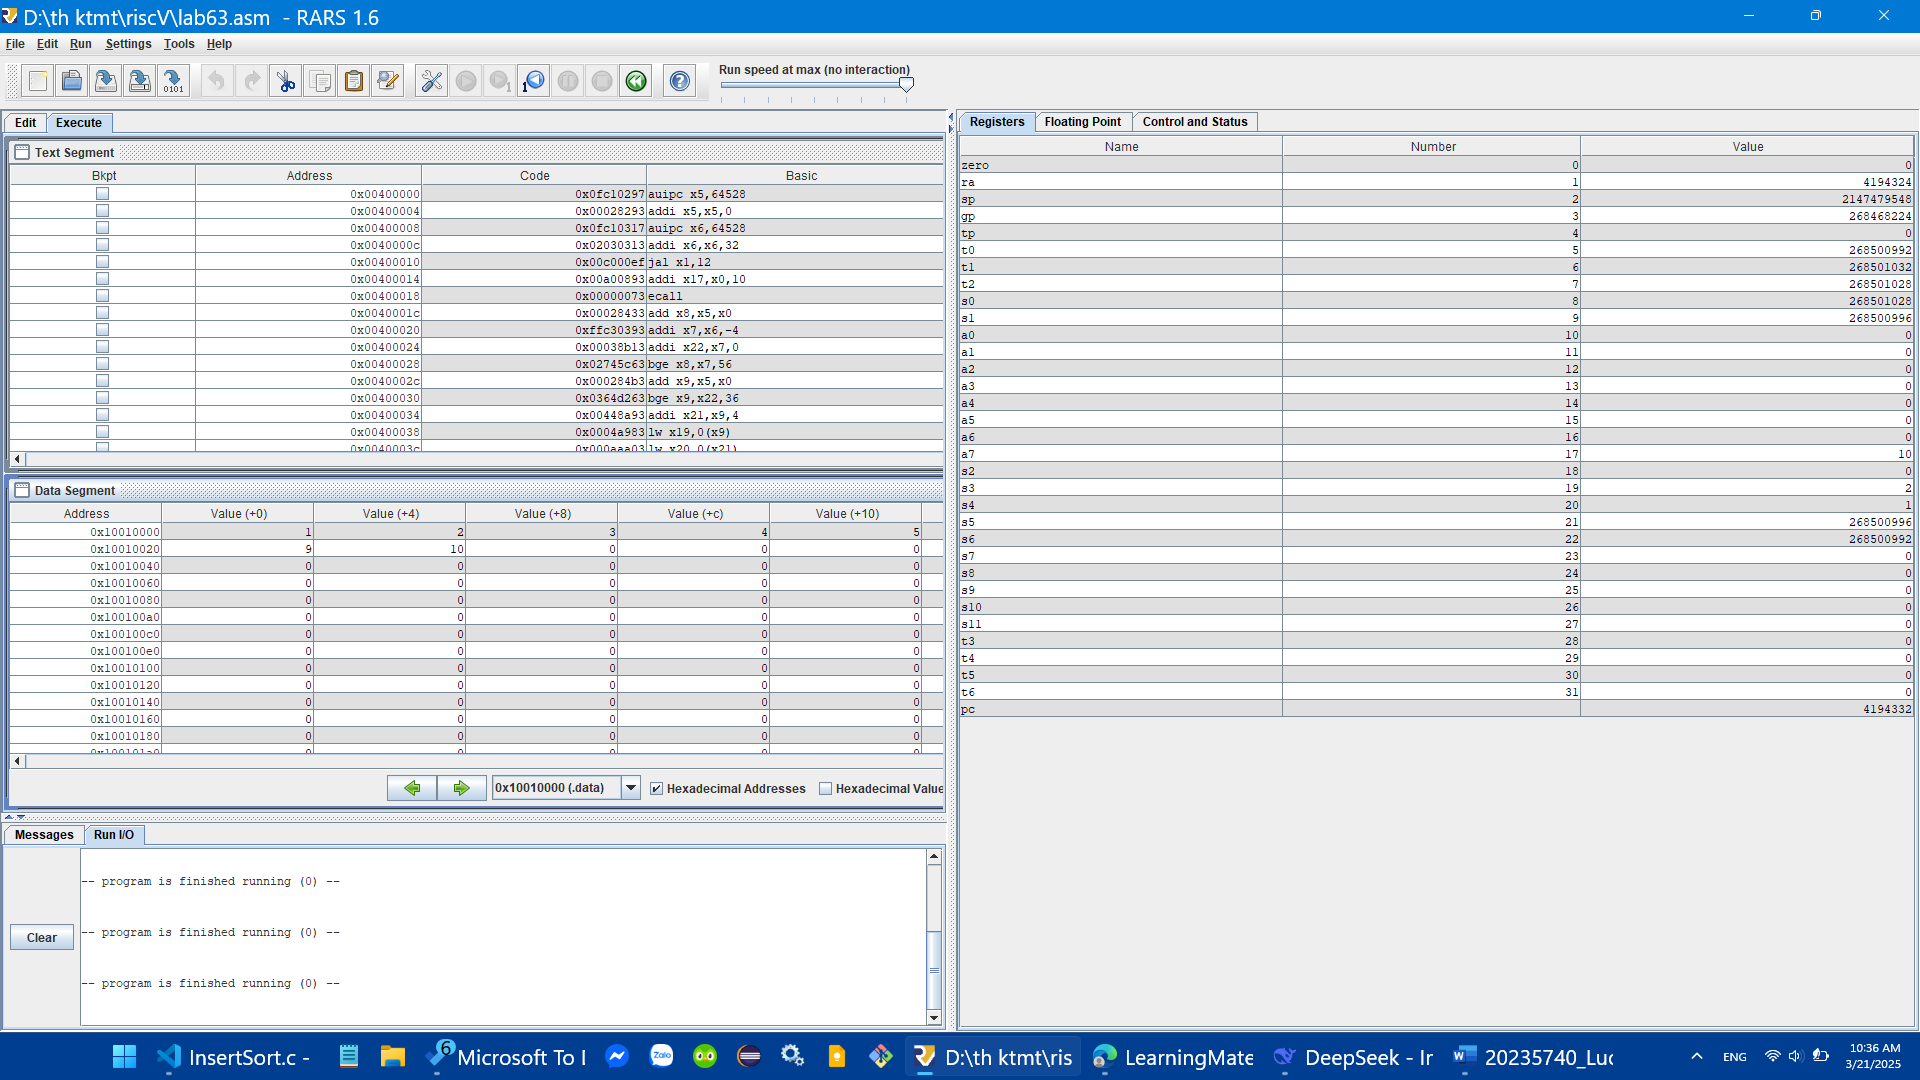 D:\th ktmt\riscV\lab63.asm - RARS 1.6
File Edit Run Settings Tools Help
Run speed at max (no interaction)
Edit Execute
Text Segment
Bkpt Address Code Basic
0x00400000 0x0fc10297 auipc x5,64528
0x00400004 0x00028293 addi x5,x5,0
0x00400008 0x0fc10317 auipc x6,64528
0x0040000c 0x02030313 addi x6,x6,32
0x00400010 0x00c000ef jal x1,12
0x00400014 0x00a00893 addi x17,x0,10
0x00400018 0x00000073 ecall
0x0040001c 0x00028433 add x8,x5,x0
0x00400020 0xffc30393 addi x7,x6,-4
0x00400024 0x00038b13 addi x22,x7,0
0x00400028 0x02745c63 bge x8,x7,56
0x0040002c 0x000284b3 add x9,x5,x0
0x00400030 0x0364d263 bge x9,x22,36
0x00400034 0x00448a93 addi x21,x9,4
0x00400038 0x0004a983 lw x19,0(x9)
0x0040003c 0x000aaa03 lw x20,0(x21)
Data Segment
Address Value (+0) Value (+4) Value (+8) Value (+c) Value (+10)
0x10010000 1 2 3 4 5
0x10010020 9 10 0 0 0
0x10010040 0 0 0 0 0
0x10010060 0 0 0 0 0
0x10010080 0 0 0 0 0
0x100100a0 0 0 0 0 0
0x100100c0 0 0 0 0 0
0x100100e0 0 0 0 0 0
0x10010100 0 0 0 0 0
0x10010120 0 0 0 0 0
0x10010140 0 0 0 0 0
0x10010160 0 0 0 0 0
0x10010180 0 0 0 0 0
0x100101a0 0 0 0 0 0
0x10010000 (.data) Hexadecimal Addresses Hexadecimal Value
Messages Run I/O
Clear
-- program is finished running (0) --
-- program is finished running (0) --
-- program is finished running (0) --
Registers Floating Point Control and Status
Name Number Value
zero 0 0
ra 1 4194324
sp 2 2147479548
gp 3 268468224
tp 4 0
t0 5 268500992
t1 6 268501032
t2 7 268501028
s0 8 268501028
s1 9 268500996
a0 10 0
a1 11 0
a2 12 0
a3 13 0
a4 14 0
a5 15 0
a6 16 0
a7 17 10
s2 18 0
s3 19 2
s4 20 1
s5 21 268500996
s6 22 268500992
s7 23 0
s8 24 0
s9 25 0
s10 26 0
s11 27 0
t3 28 0
t4 29 0
t5 30 0
t6 31 0
pc 4194332
InsertSort.c - 6 Microsoft To D Zalo D:\th ktmt\ris LearningMate DeepSeek - Ir 20235740_Luc ENG 10:36 AM
3/21/2025